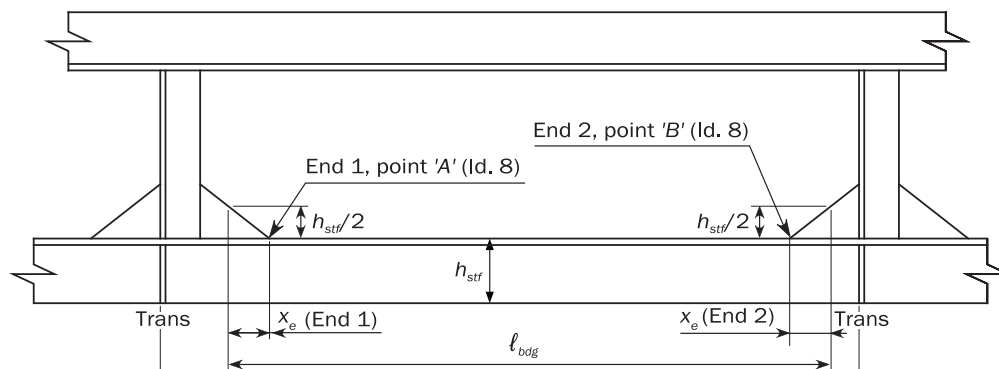 End 2, point 'B' (Id. 8)
End 1, point 'A' (Id. 8)
h_stf/2
h_stf/2
h_stf
Trans
x_e (End 1)
x_e (End 2)
Trans
ℓ_bdg